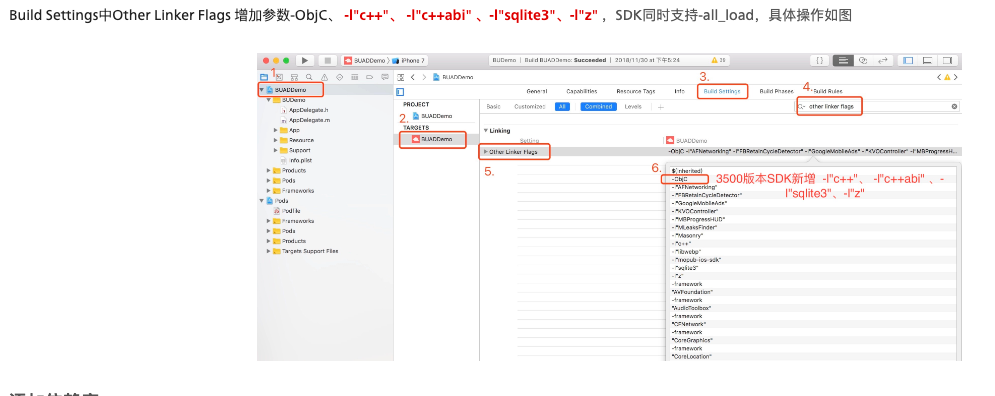 Build Settings中Other Linker Flags 增加参数-ObjC、 -l"c++"、 -l"c++abi" 、-l"sqlite3"、-l"z" ，SDK同时支持-all_load，具体操作如图
BUADDemo
iPhone 7
BUDemo | Build BUADDemo: Succeeded | 2018/11/30 at 下午5:24
28
1.
BUADDemo
3.
General
Capabilities
Resource Tags
Info
Build Settings
Build Phases
Build Rules
4.
BUADDemo
BUDemo
AppDelegate.h
AppDelegate.m
App
Resource
Support
Info.plist
Products
Pods
Frameworks
Pods
Podfile
Frameworks
Pods
Products
Targets Support Files
PROJECT
2.
BUADDemo
TARGETS
BUADDemo
Basic
Customized
All
Combined
Levels
+
other linker flags
Linking
Setting
BUADDemo
Other Linker Flags
-ObjC -l"AFNetworking" -l"FBRetainCycleDetector" -l"GoogleMobileAds" -l"KVOController" -l"MBProgressH...
5.
6.
3500版本SDK新增 -l"c++"、 -l"c++abi" 、-
l"sqlite3"、-l"z"
$(inherited)
-ObjC
-l"AFNetworking"
-l"FBRetainCycleDetector"
-l"GoogleMobileAds"
-l"KVOController"
-l"MBProgressHUD"
-l"MLeaksFinder"
-l"Masonry"
-l"c++"
-l"libwebp"
-l"mopub-ios-sdk"
-l"sqlite3"
-l"z"
-framework
"AVFoundation"
-framework
"AudioToolbox"
-framework
"CFNetwork"
-framework
"CoreGraphics"
-framework
"CoreLocation"